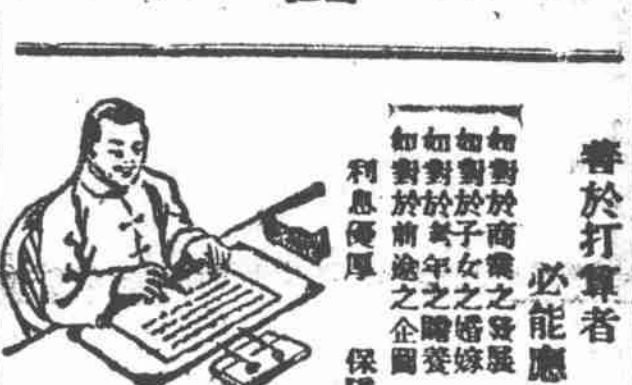 善於打算者
必能應
如對於商業之發展
如對於子女之婚嫁
如對於老年之贍養
如對於前途之企圖
利息優厚
保